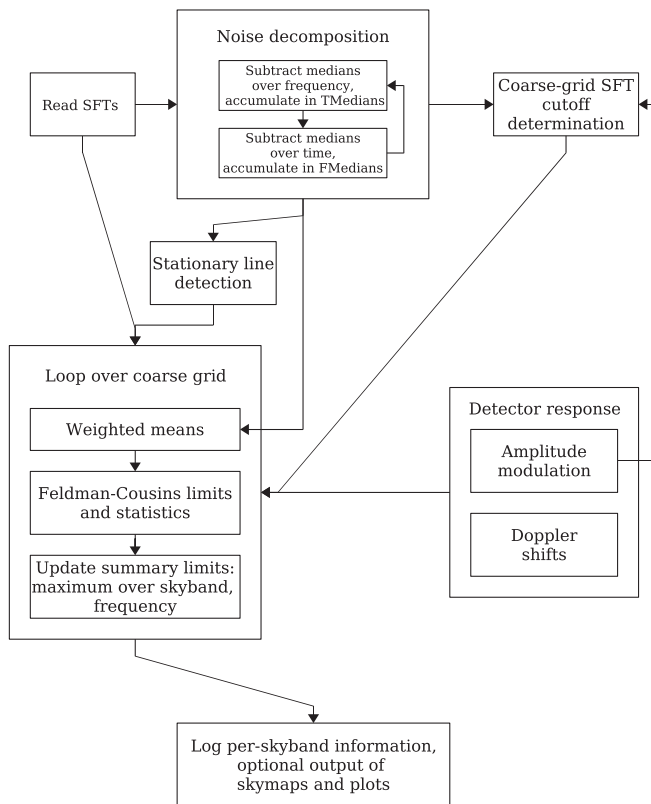 Noise decomposition
Subtract medians
over frequency,
accumulate in TMedians
Subtract medians
over time,
accumulate in FMedians
Read SFTs
Coarse-grid SFT
cutoff
determination
Stationary line
detection
Loop over coarse grid
Weighted means
Feldman-Cousins limits
and statistics
Update summary limits:
maximum over skyband,
frequency
Detector response
Amplitude
modulation
Doppler
shifts
Log per-skyband information,
optional output of
skymaps and plots